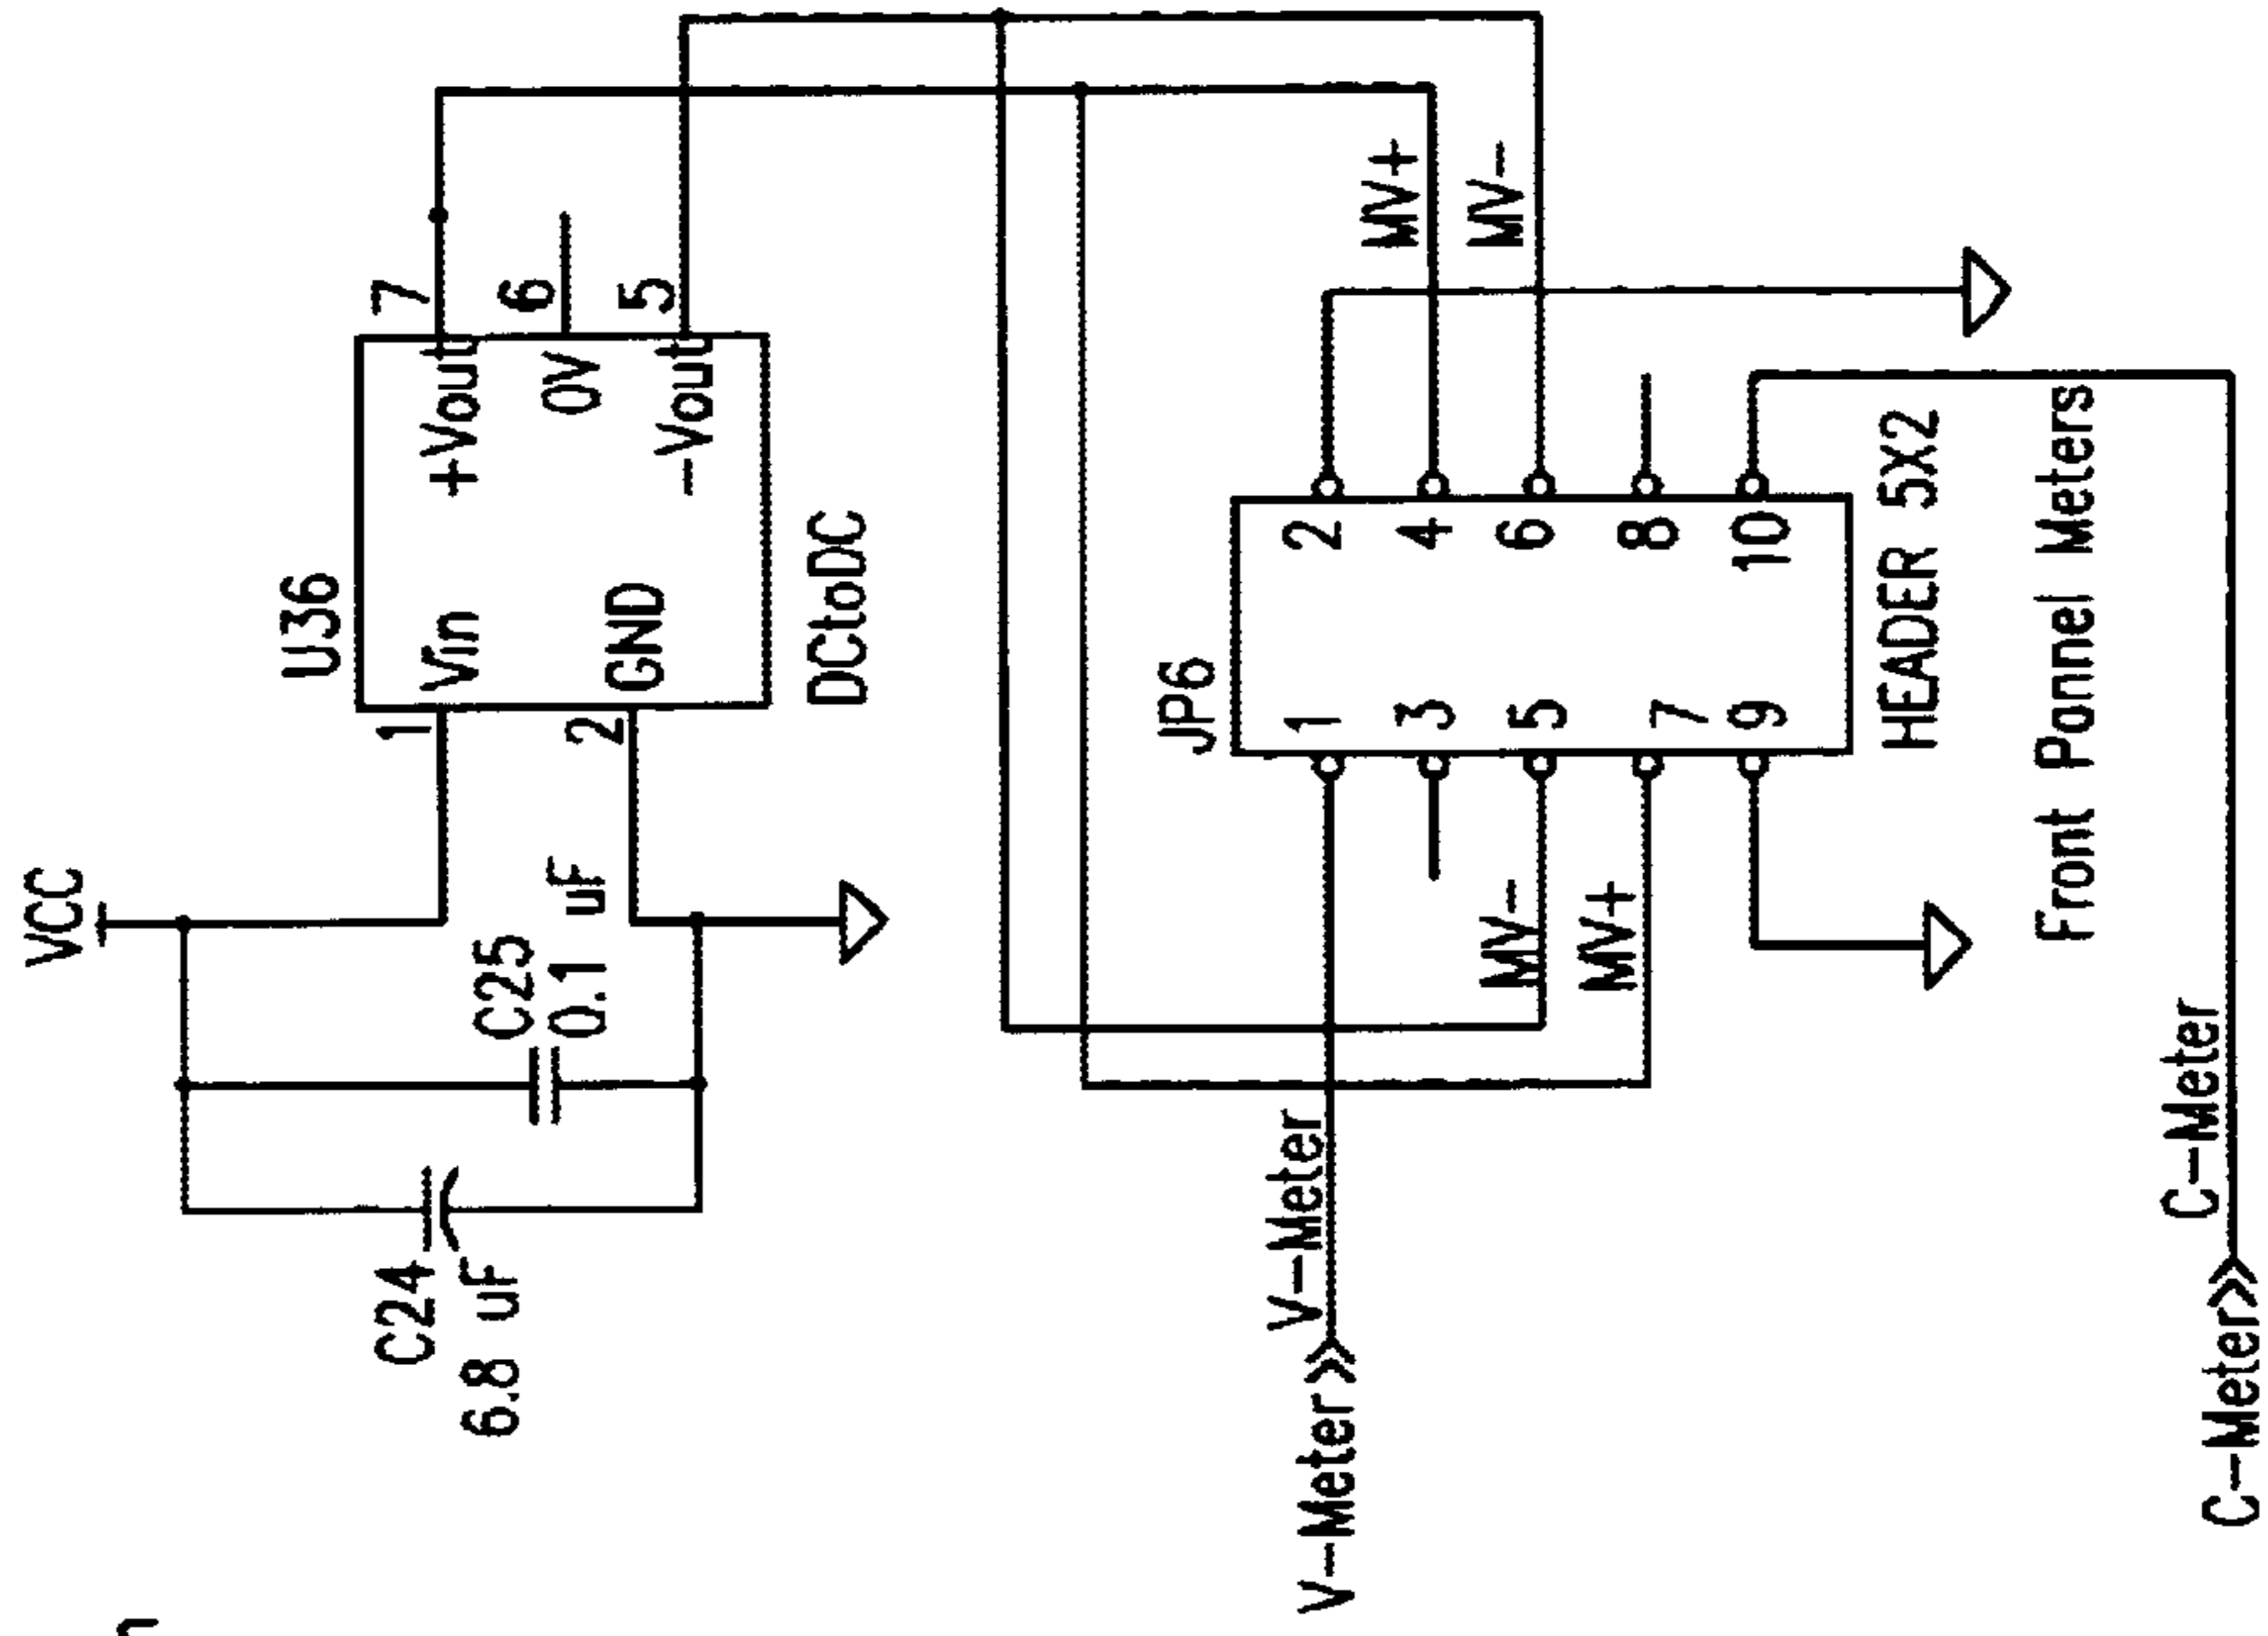 VCC
C24
6.8 uF
C25
0.1 uF
U36
1
Vin
+Vout
7
0V
6
2
GND
-Vout
5
DCtoDC
JP6
V-Meter
V-Meter
1
2
MV+
3
4
MV-
MV-
5
6
MV+
7
8
9
10
HEADER 5X2
Front Ponnel Meters
C-Meter
C-Meter